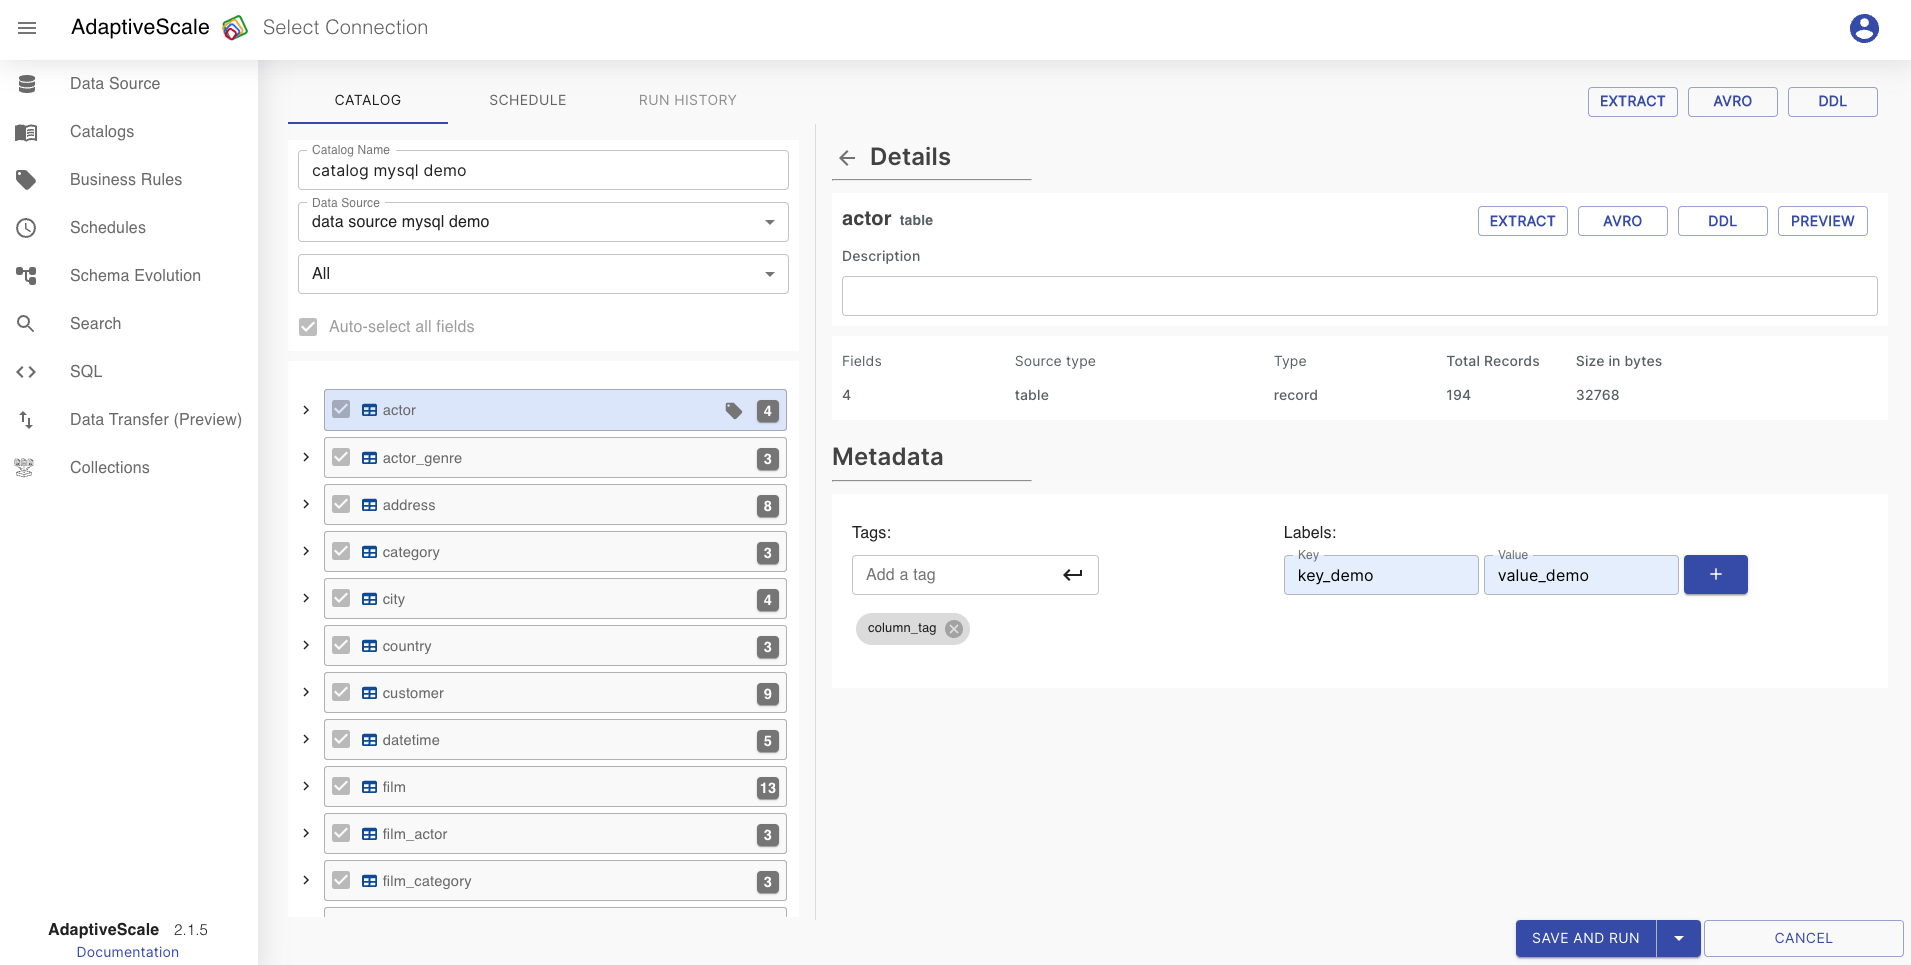 AdaptiveScale Select Connection
Data Source
Catalogs
Business Rules
Schedules
Schema Evolution
Search
SQL
Data Transfer (Preview)
Collections
AdaptiveScale 2.1.5
Documentation
CATALOG SCHEDULE RUN HISTORY
EXTRACT AVRO DDL
Catalog Name
catalog mysql demo
Data Source
data source mysql demo
All
Auto-select all fields
actor 4
actor_genre 3
address 8
category 3
city 4
country 3
customer 9
datetime 5
film 13
film_actor 3
film_category 3
Details
actor table
EXTRACT AVRO DDL PREVIEW
Description
Fields Source type Type Total Records Size in bytes
4 table record 194 32768
Metadata
Tags:
Add a tag
column_tag
Labels:
Key Value
key_demo value_demo +
SAVE AND RUN CANCEL